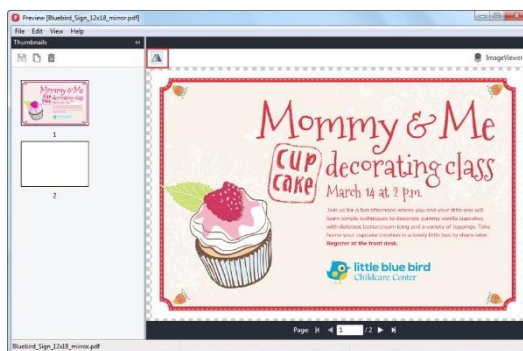 Preview [Bluebird_Sign_12x18_mirror.pdf]
File Edit View Help
Thumbnails
ImageViewer
1
2
Mommy & Me
cup
cake
decorating class
March 14 at 2 p.m.
Join us for a fun afternoon where you and your little one will
learn simple techniques to decorate yummy vanilla cupcakes
with delicious buttercream icing and a variety of toppings. Take
home your cupcake creation in a lovely little box to share later.
Register at the front desk.
little blue bird
Childcare Center
Page: 1 / 2
Bluebird_Sign_12x18_mirror.pdf